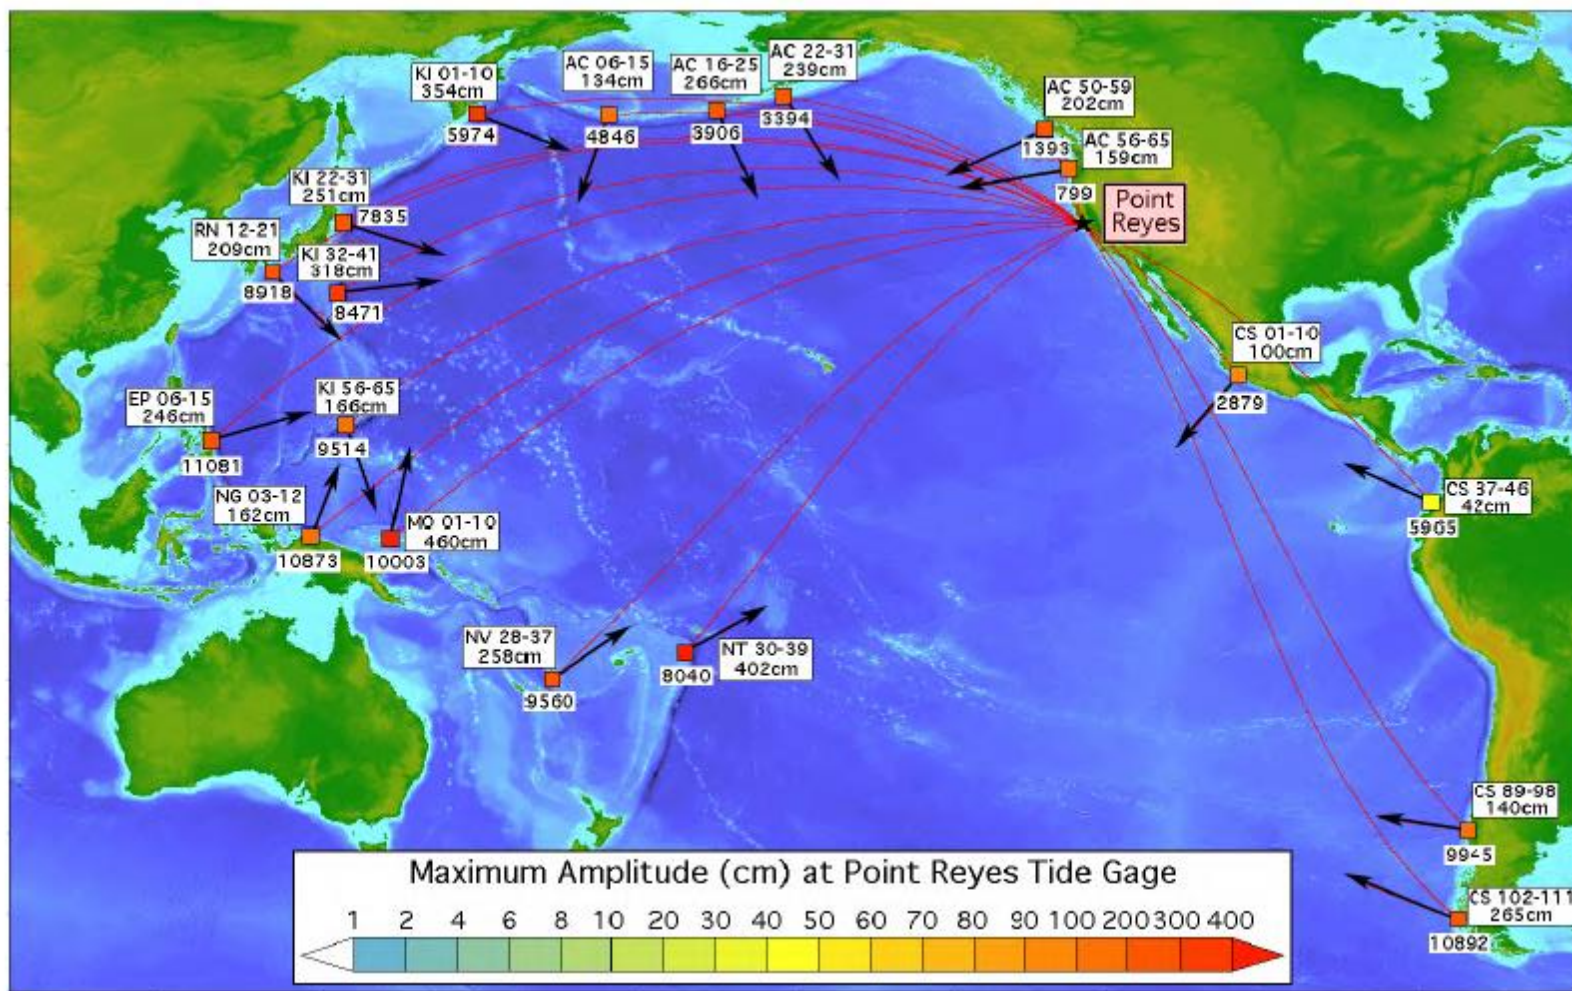 AC 22-31
239cm
3394
AC 06-15
134cm
4846
AC 16-25
266cm
3906
KI 01-10
354cm
5974
AC 50-59
202cm
1393
AC 56-65
159cm
799
KI 22-31
251cm
7835
Point
Reyes
RN 12-21
209cm
8918
KI 32-41
318cm
8471
CS 01-10
100cm
2879
EP 06-15
246cm
11081
KI 56-65
166cm
9514
CS 37-46
42cm
5965
NG 03-12
162cm
10873
MO 01-10
460cm
10003
NV 28-37
258cm
9560
NT 30-39
402cm
8040
CS 89-98
140cm
9945
CS 102-111
265cm
10892
Maximum Amplitude (cm) at Point Reyes Tide Gage
1 2 4 6 8 10 20 30 40 50 60 70 80 90 100 200 300 400